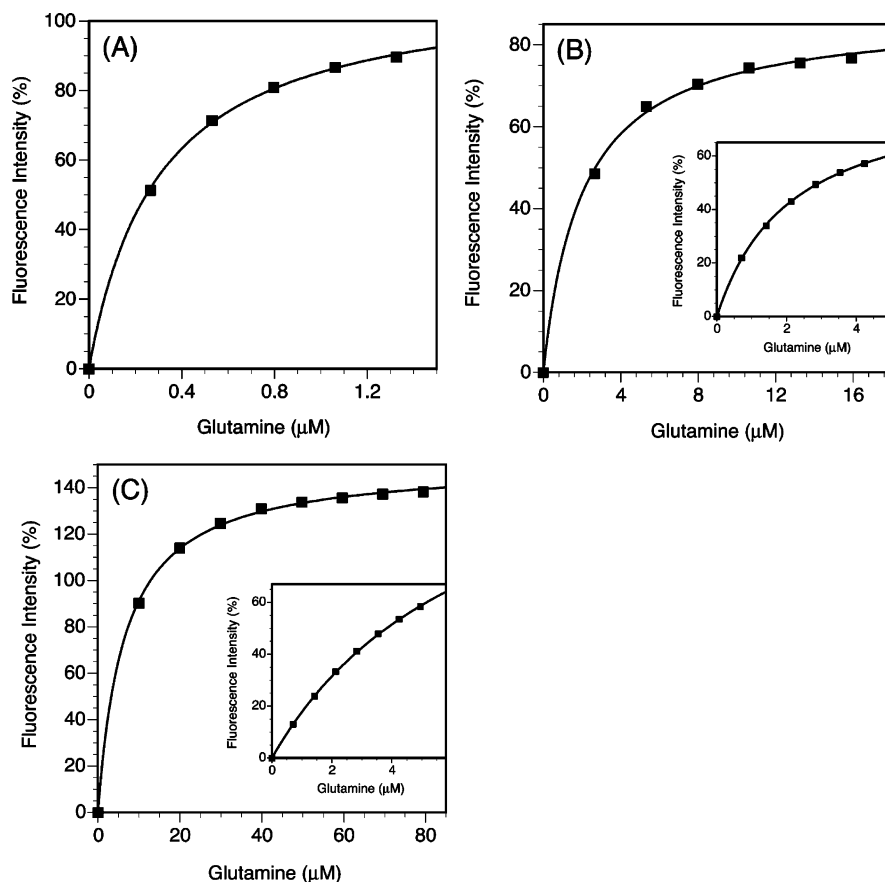 (A)
Fluorescence Intensity (%)
100
80
60
40
20
0
0 0.4 0.8 1.2
Glutamine (μM)
(B)
Fluorescence Intensity (%)
80
60
40
20
0
0 4 8 12 16
Glutamine (μM)
Fluorescence Intensity (%)
60
40
20
0
0 2 4
Glutamine (μM)
(C)
Fluorescence Intensity (%)
140
120
100
80
60
40
20
0
0 20 40 60 80
Glutamine (μM)
Fluorescence Intensity (%)
60
40
20
0
0 2 4
Glutamine (μM)